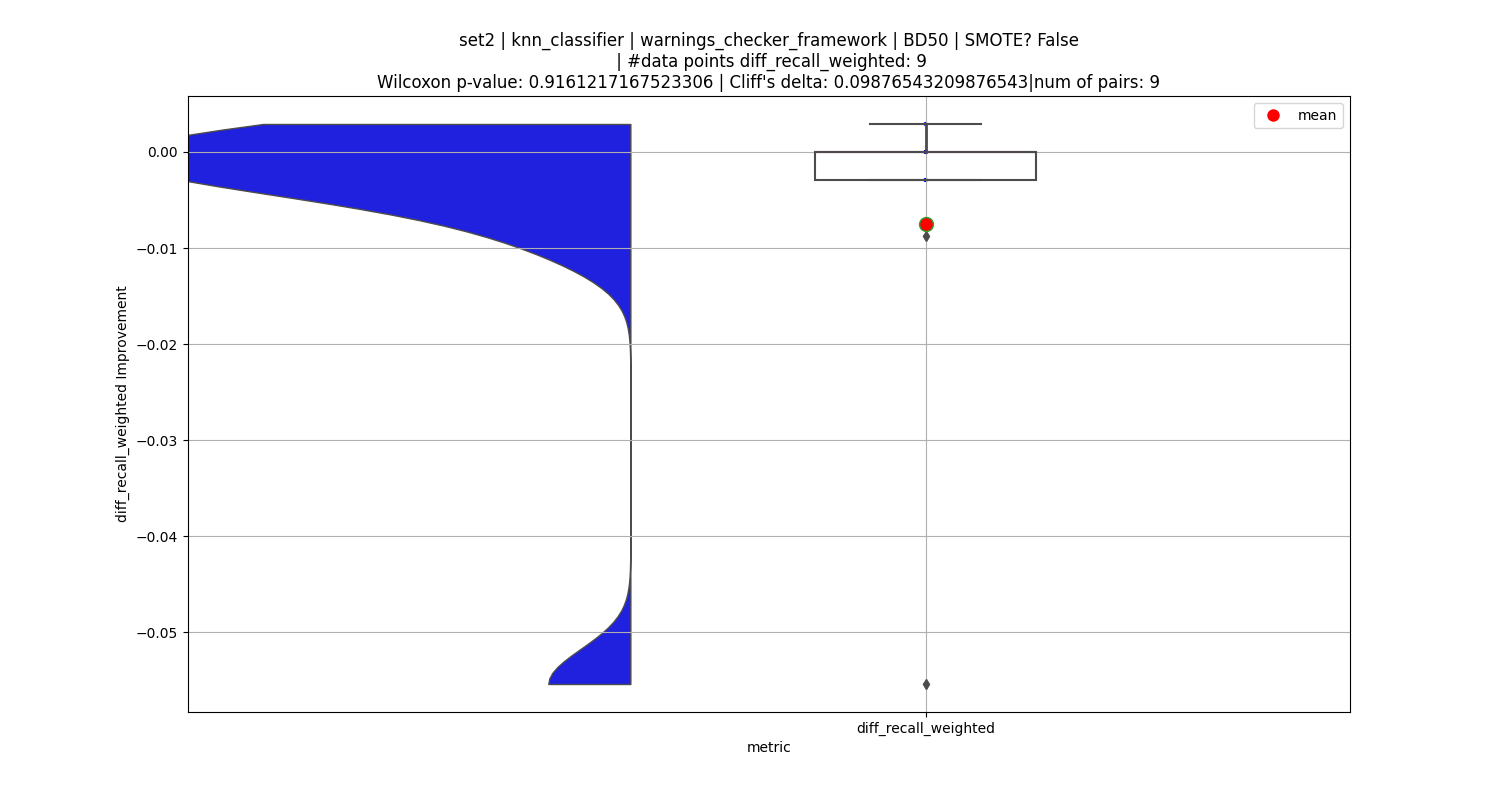 set2 | knn_classifier | warnings_checker_framework | BD50 | SMOTE? False
| #data points diff_recall_weighted: 9
Wilcoxon p-value: 0.9161217167523306 | Cliff's delta: 0.09876543209876543|num of pairs: 9
mean
0.00
−0.01
−0.02
−0.03
−0.04
−0.05
diff_recall_weighted Improvement
diff_recall_weighted
metric